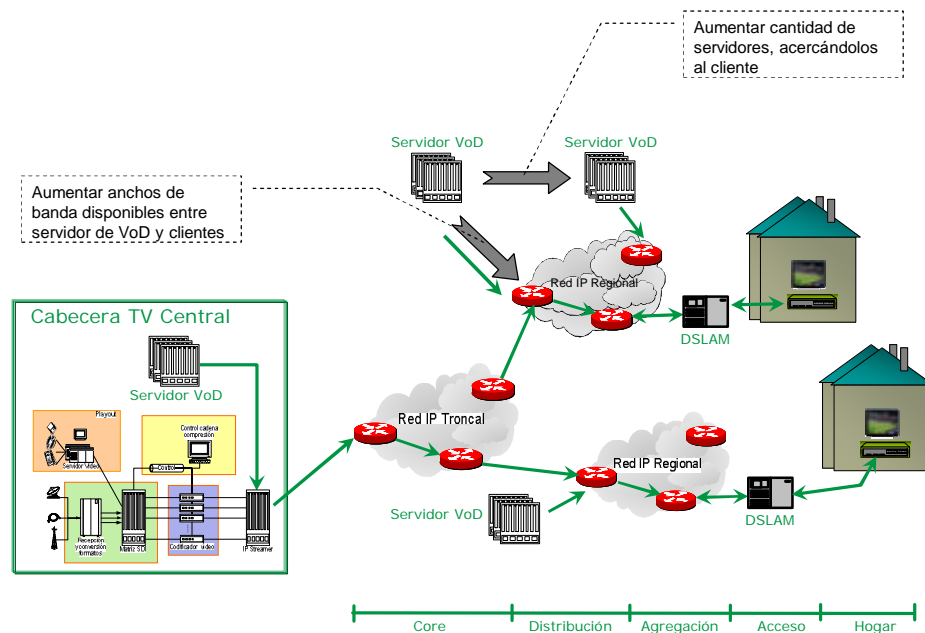 Aumentar cantidad de
servidores, acercándolos
al cliente
Servidor VoD
Servidor VoD
Aumentar anchos de
banda disponibles entre
servidor de VoD y clientes
Red IP Regional
DSLAM
Cabecera TV Central
Servidor VoD
Playout
Servidor Video
Control cadena
compresión
Control
Recepción
y conversión
formatos
Matriz SDI
Codificador video
IP Streamer
Red IP Troncal
Red IP Regional
Servidor VoD
DSLAM
Core
Distribución
Agregación
Acceso
Hogar